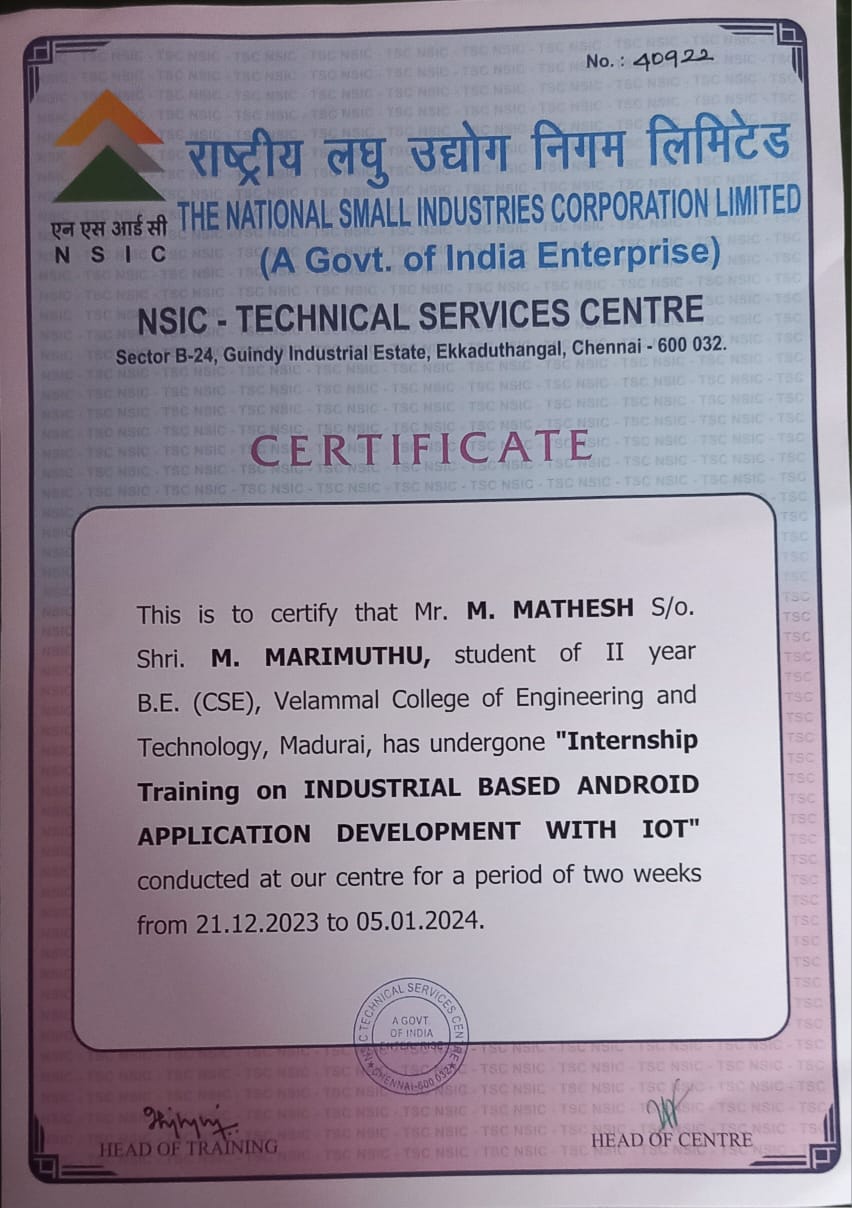 No. : 40922
राष्ट्रीय लघु उद्योग निगम लिमिटेड
एन एस आई सी
N S I C
THE NATIONAL SMALL INDUSTRIES CORPORATION LIMITED
(A Govt. of India Enterprise)
NSIC - TECHNICAL SERVICES CENTRE
Sector B-24, Guindy Industrial Estate, Ekkaduthangal, Chennai - 600 032.
CERTIFICATE
This is to certify that Mr. M. MATHESH S/o.
Shri. M. MARIMUTHU, student of II year
B.E. (CSE), Velammal College of Engineering and
Technology, Madurai, has undergone "Internship
Training on INDUSTRIAL BASED ANDROID
APPLICATION DEVELOPMENT WITH IOT"
conducted at our centre for a period of two weeks
from 21.12.2023 to 05.01.2024.
NSIC TECHNICAL SERVICES CENTRE
A GOVT.
OF INDIA
ENTERPRISE
CHENNAI-600 032
HEAD OF TRAINING
HEAD OF CENTRE